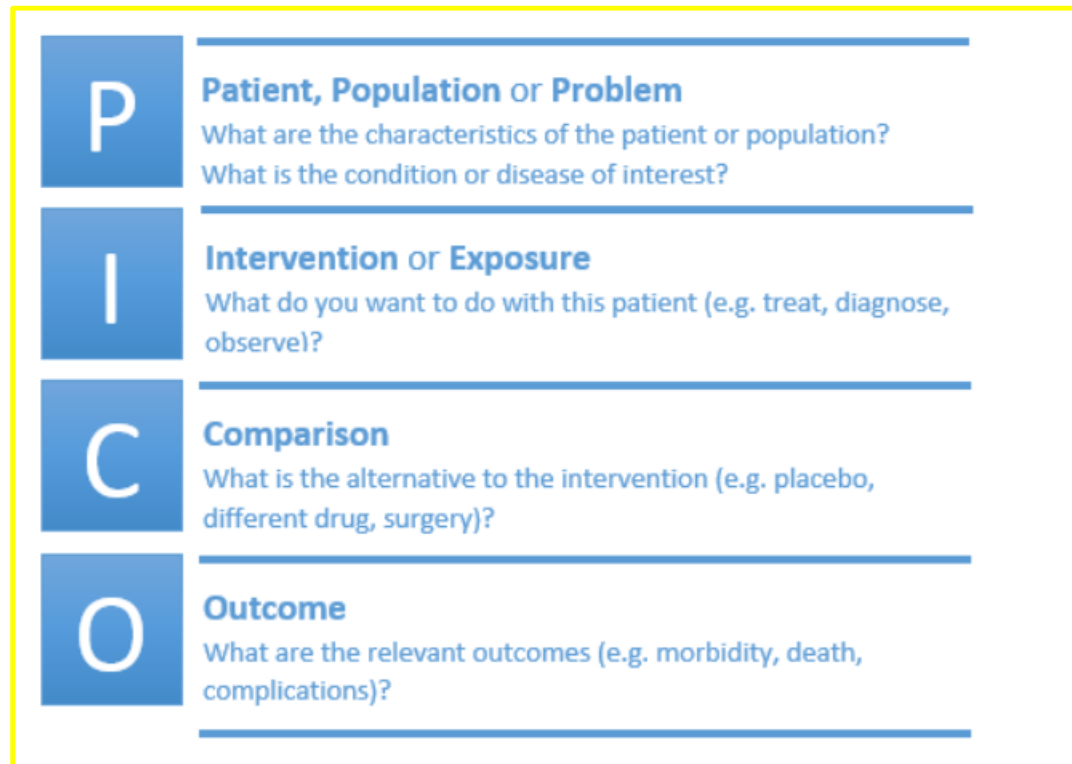 P
Patient, Population or Problem
What are the characteristics of the patient or population?
What is the condition or disease of interest?
I
Intervention or Exposure
What do you want to do with this patient (e.g. treat, diagnose,
observe)?
C
Comparison
What is the alternative to the intervention (e.g. placebo,
different drug, surgery)?
O
Outcome
What are the relevant outcomes (e.g. morbidity, death,
complications)?